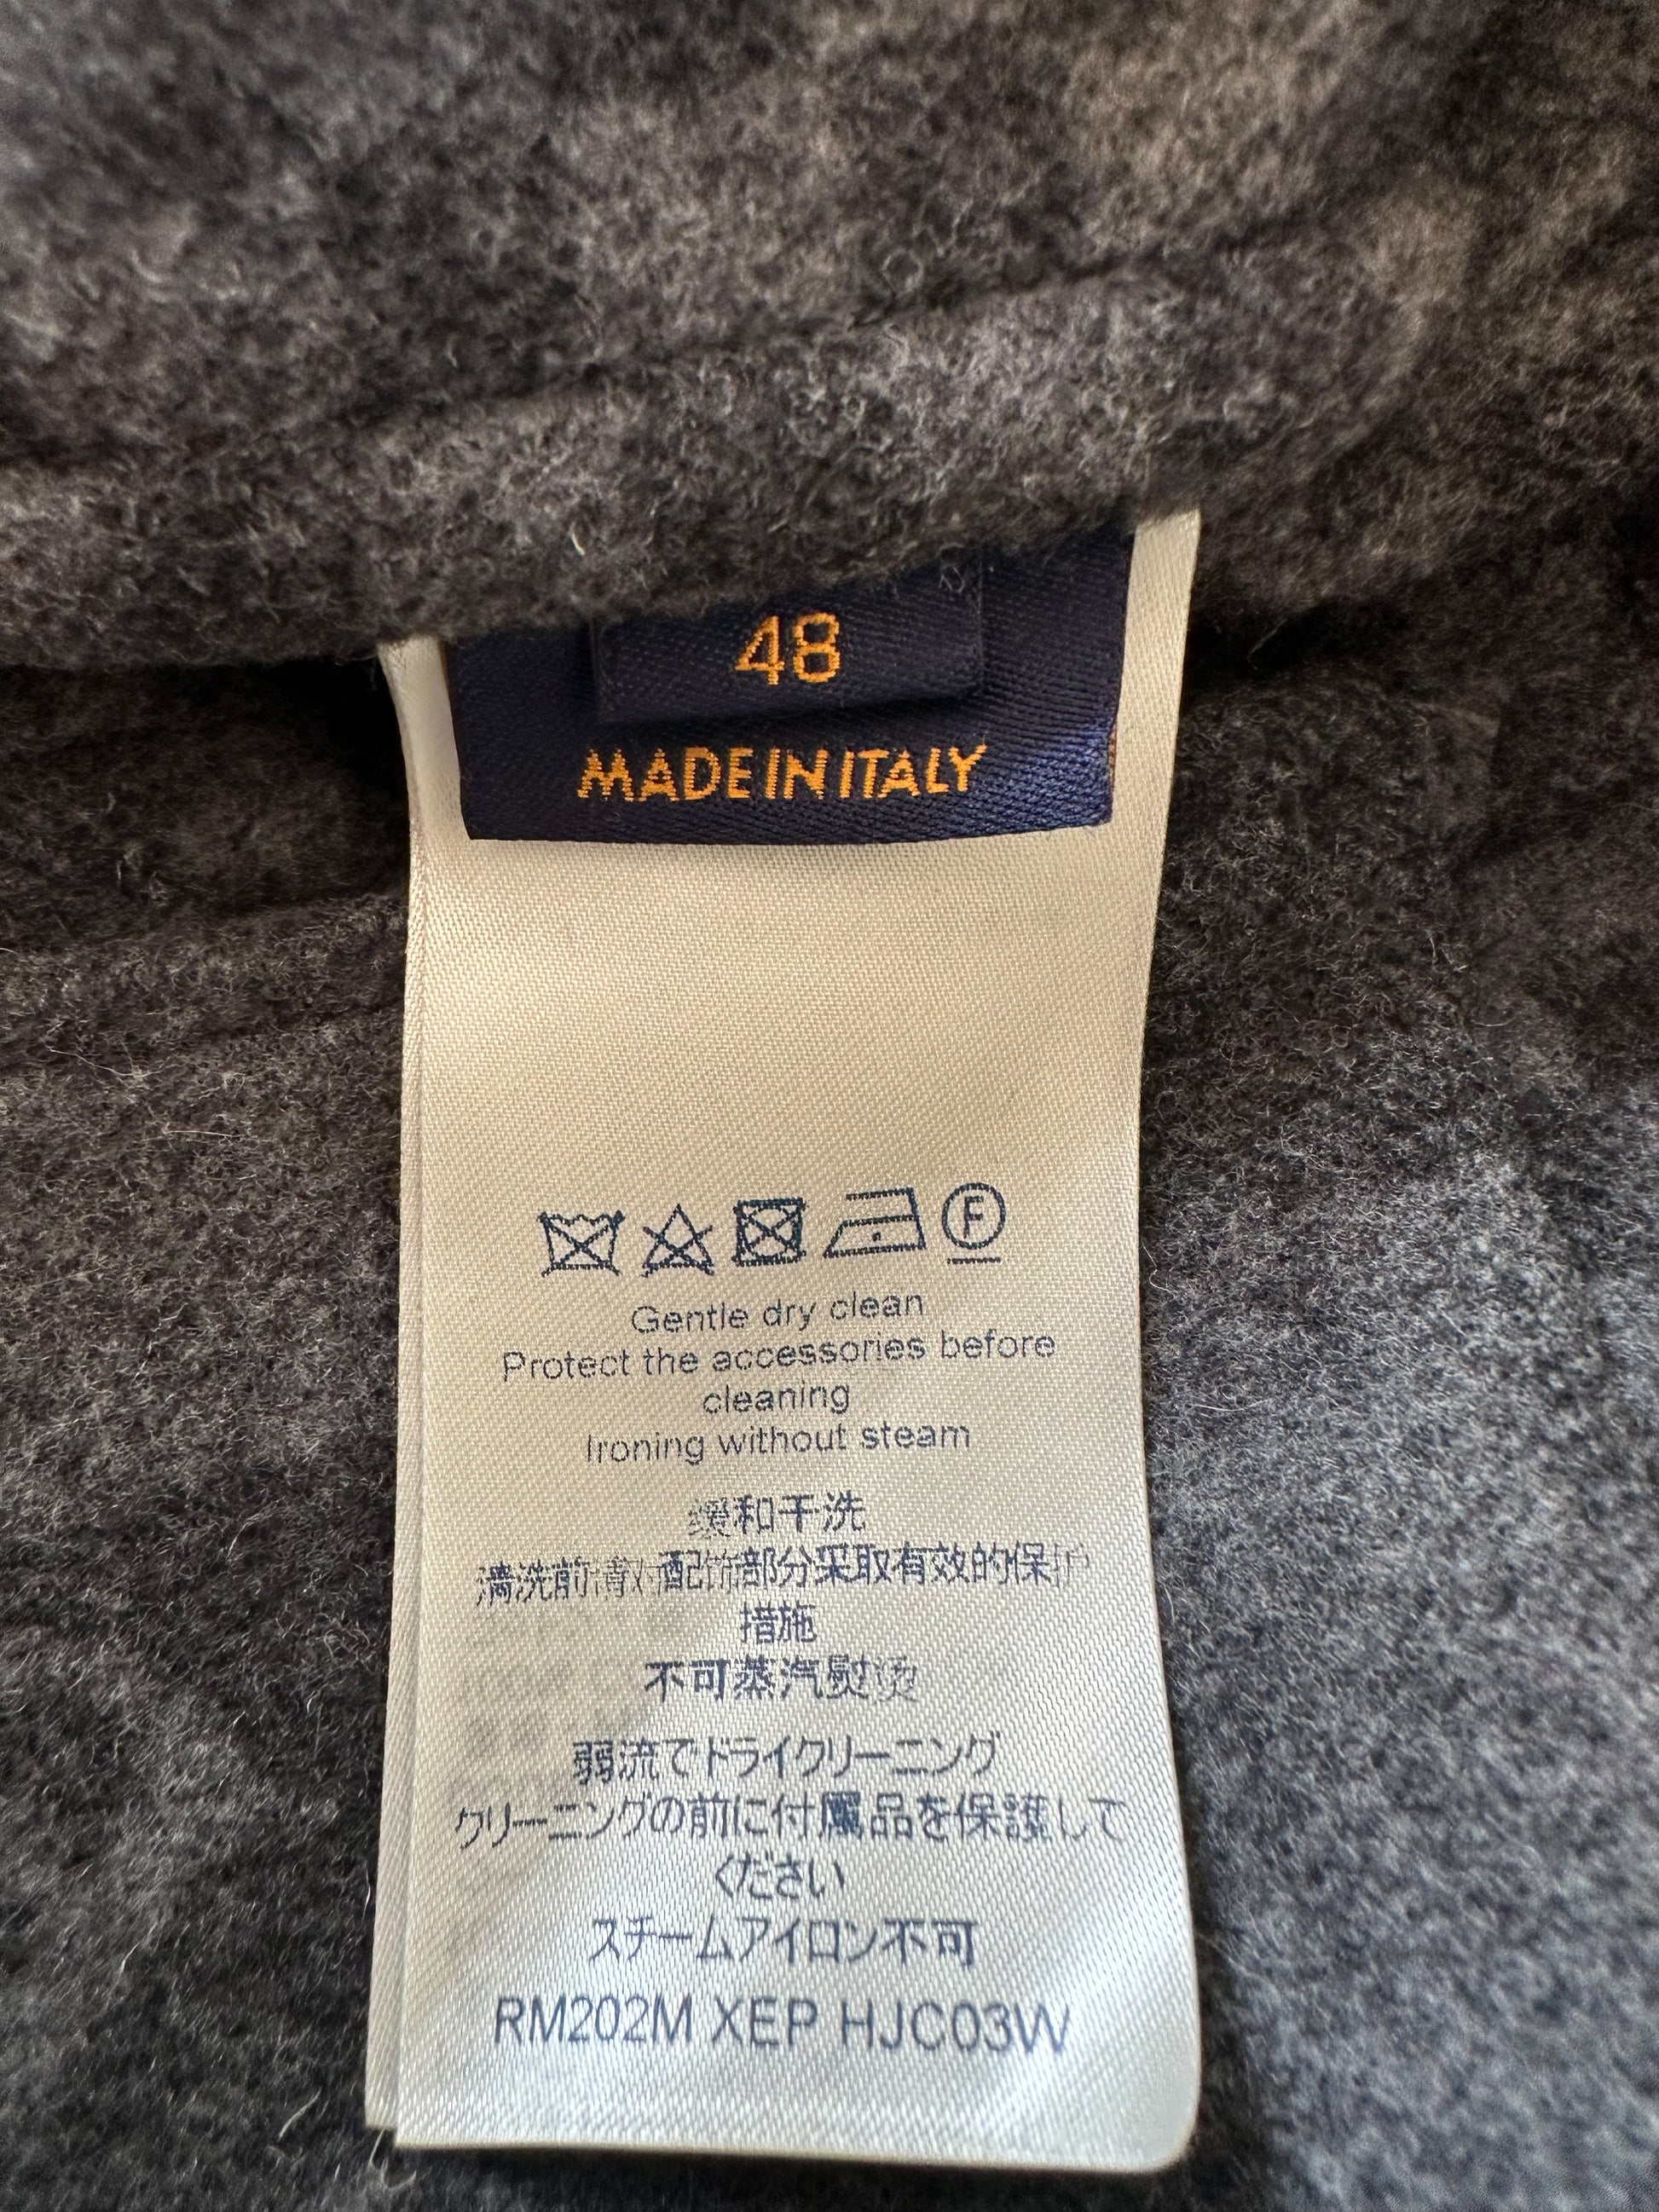 48
MADE IN ITALY
F
Gentle dry clean
Protect the accessories before
cleaning
Ironing without steam
缓和干洗
清洗前请对配饰部分采取有效的保护
措施
不可蒸汽熨烫
弱流でドライクリーニング
クリーニングの前に付属品を保護して
ください
スチームアイロン不可
RM202M XEP HJC03W